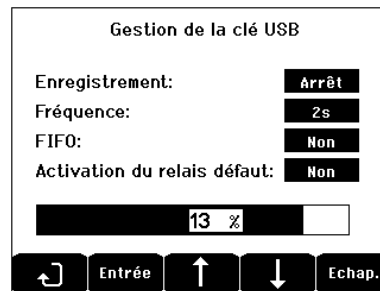 Gestion de la clé USB
Enregistrement: Arrêt
Fréquence: 2s
FIFO: Non
Activation du relais défaut: Non
13 %
Entrée Echap.